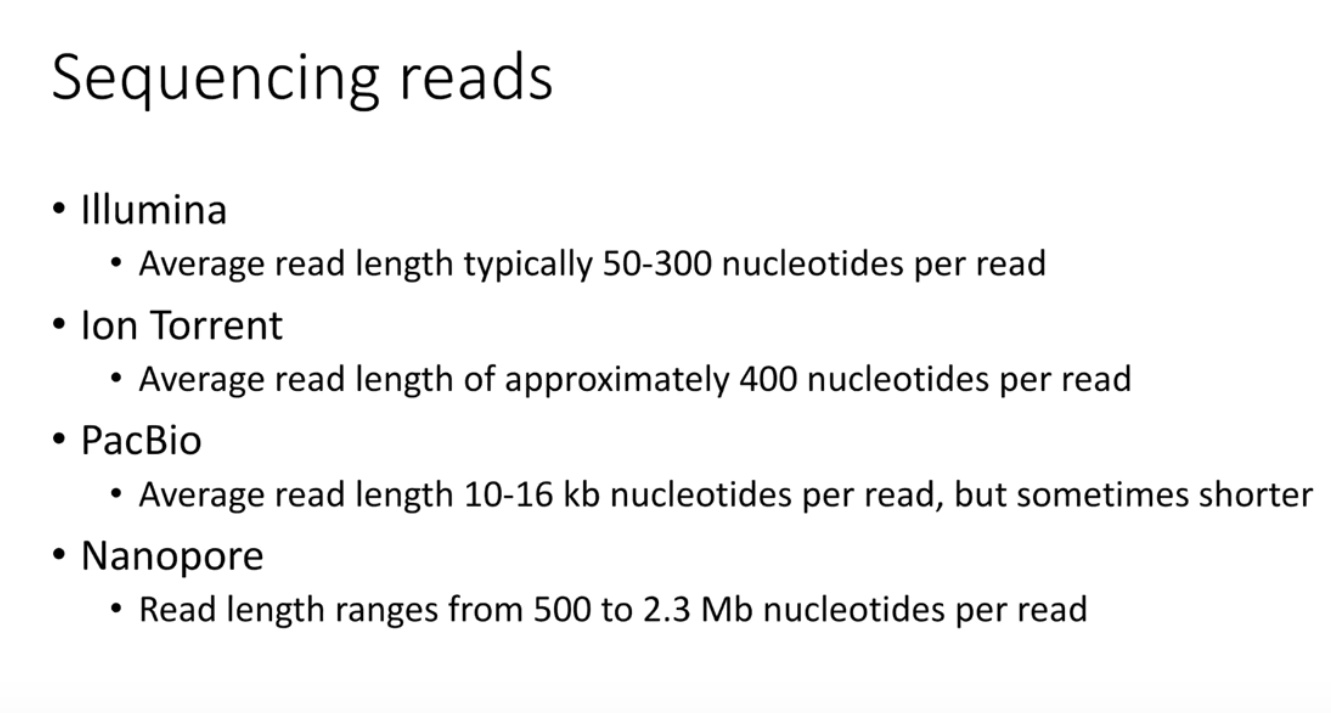 Sequencing reads
• Illumina
• Average read length typically 50-300 nucleotides per read
• Ion Torrent
• Average read length of approximately 400 nucleotides per read
• PacBio
• Average read length 10-16 kb nucleotides per read, but sometimes shorter
• Nanopore
• Read length ranges from 500 to 2.3 Mb nucleotides per read